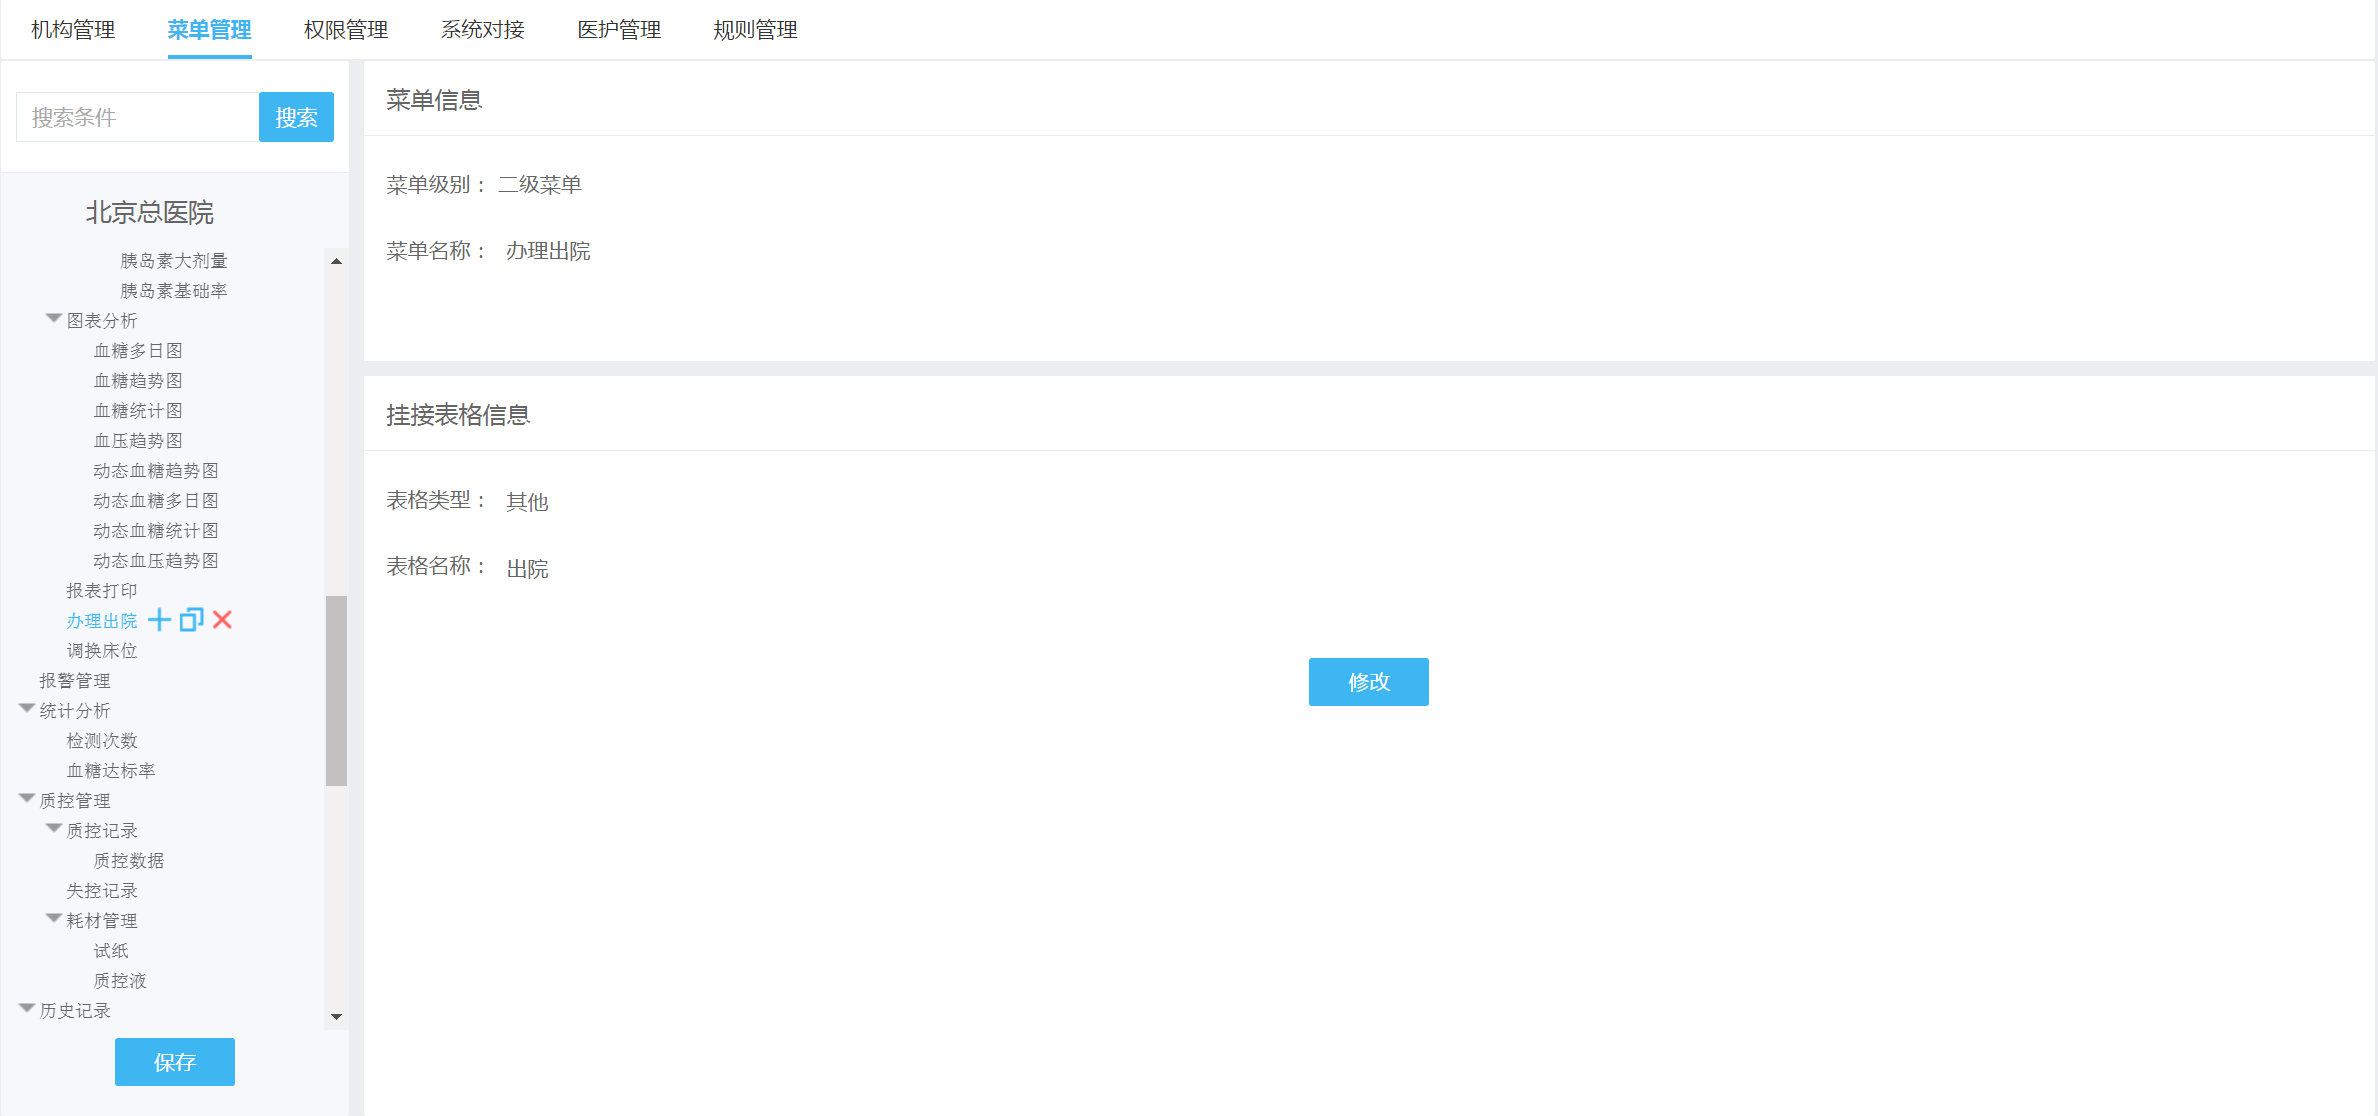 机构管理 菜单管理 权限管理 系统对接 医护管理 规则管理
搜索条件 搜索
北京总医院
胰岛素大剂量
胰岛素基础率
图表分析
血糖多日图
血糖趋势图
血糖统计图
血压趋势图
动态血糖趋势图
动态血糖多日图
动态血糖统计图
动态血压趋势图
报表打印
办理出院
调换床位
报警管理
统计分析
检测次数
血糖达标率
质控管理
质控记录
质控数据
失控记录
耗材管理
试纸
质控液
历史记录
保存
菜单信息
菜单级别： 二级菜单
菜单名称： 办理出院
挂接表格信息
表格类型： 其他
表格名称： 出院
修改